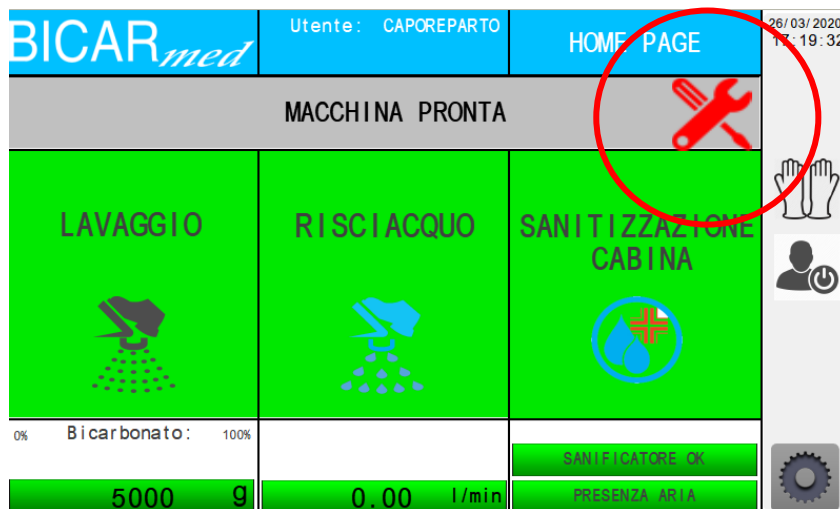 BICARmed
Utente: CAPOREPARTO
HOME PAGE
26/03/2020
17:19:32
MACCHINA PRONTA
LAVAGGIO
RISCIACQUO
SANITIZZAZIONE
CABINA
0% Bicarbonato: 100%
SANIFICATORE OK
5000 g
0.00 l/min
PRESENZA ARIA